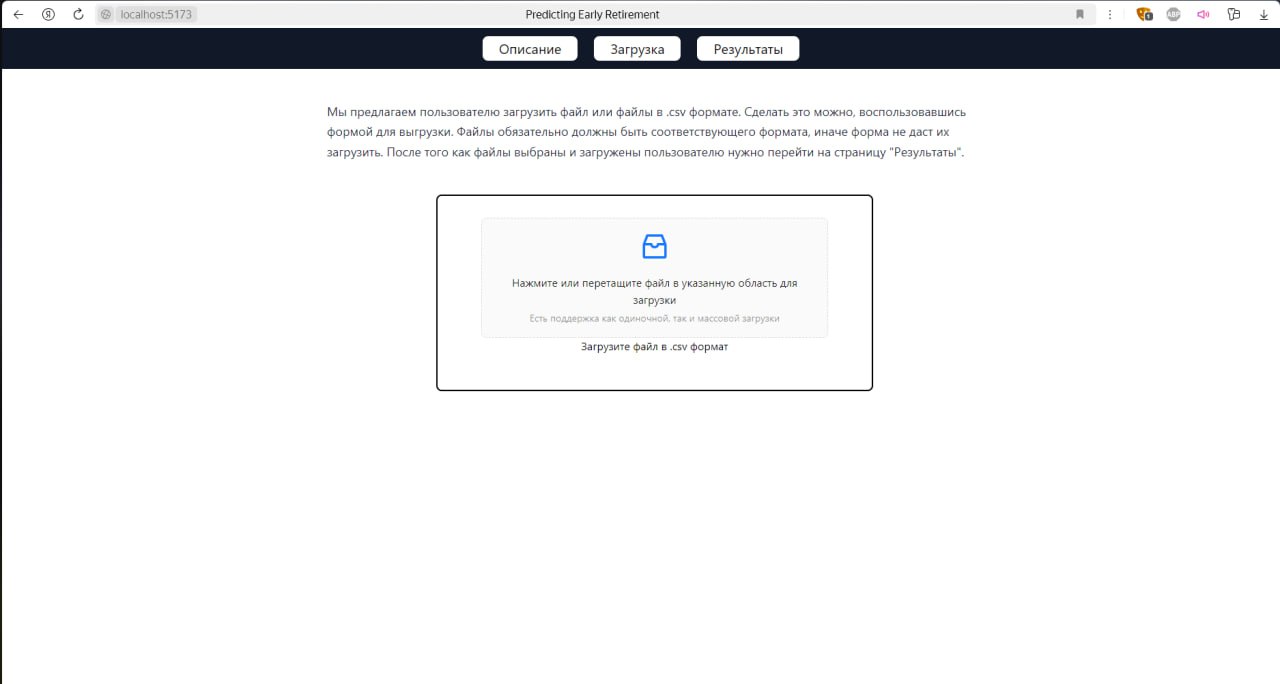 localhost:5173
Predicting Early Retirement
1
ABP
Описание
Загрузка
Результаты
Мы предлагаем пользователю загрузить файл или файлы в .csv формате. Сделать это можно, воспользовавшись
формой для выгрузки. Файлы обязательно должны быть соответствующего формата, иначе форма не даст их
загрузить. После того как файлы выбраны и загружены пользователю нужно перейти на страницу "Результаты".
Нажмите или перетащите файл в указанную область для
загрузки
Есть поддержка как одиночной, так и массовой загрузки
Загрузите файл в .csv формат